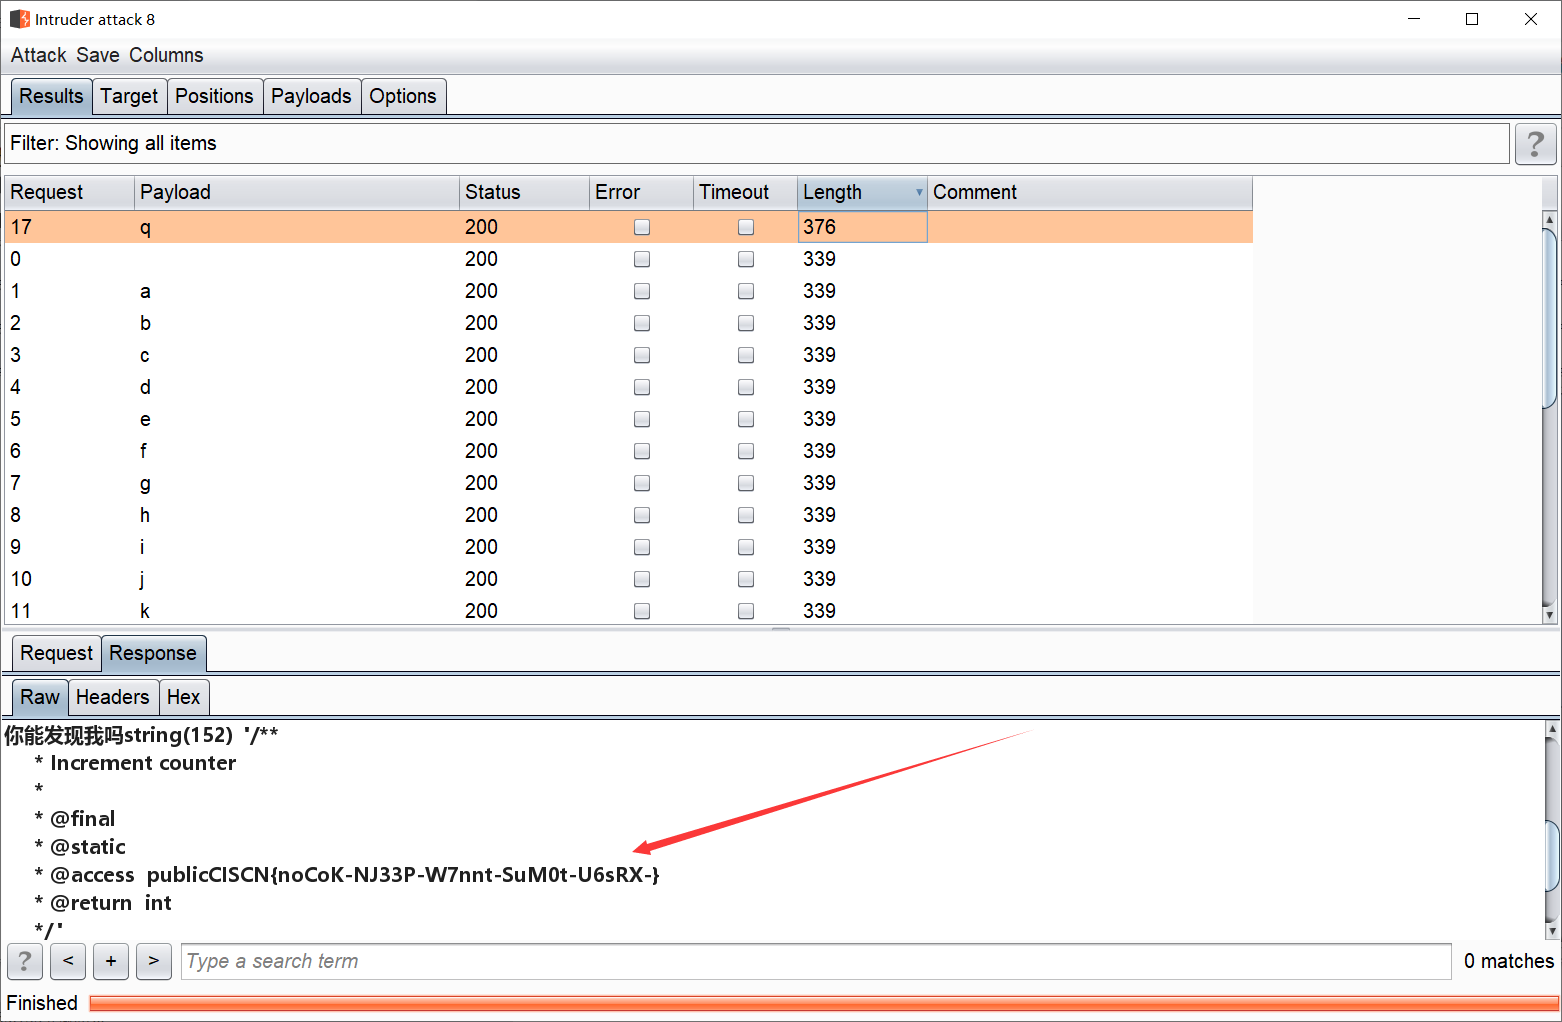 Intruder attack 8
Attack Save Columns
Results Target Positions Payloads Options
Filter: Showing all items
?
Request Payload Status Error Timeout Length Comment
17 q 200 376
0 200 339
1 a 200 339
2 b 200 339
3 c 200 339
4 d 200 339
5 e 200 339
6 f 200 339
7 g 200 339
8 h 200 339
9 i 200 339
10 j 200 339
11 k 200 339
Request Response
Raw Headers Hex
你能发现我吗string(152) '/**
* Increment counter
*
* @final
* @static
* @access publicCISCN{noCoK-NJ33P-W7nnt-SuM0t-U6sRX-}
* @return int
*/'
? < + > Type a search term 0 matches
Finished